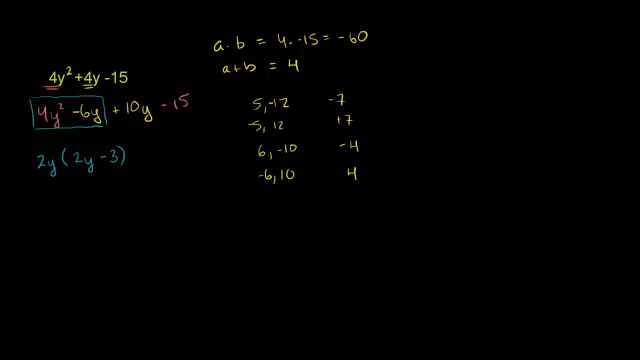 a · b = 4 · -15 = -60
a + b = 4
4y² +4y -15
4y² - 6y + 10y - 15
2y ( 2y - 3 )
5, -12 -7
-5, 12 +7
6, -10 -4
-6, 10 4